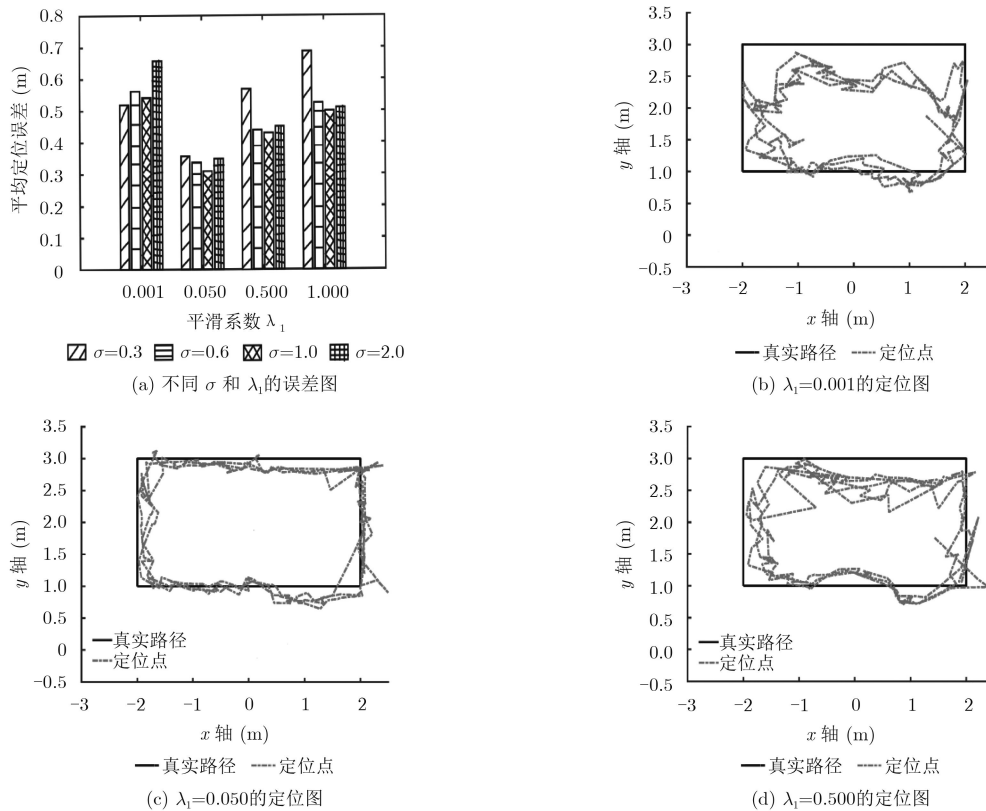 0.8
0.7
0.6
0.5
0.4
0.3
0.2
0.1
0
平均定位误差 (m)
0.001 0.050 0.500 1.000
平滑系数 λ₁
σ=0.3 σ=0.6 σ=1.0 σ=2.0
(a) 不同 σ 和 λ₁的误差图
3.5
3.0
2.5
2.0
1.5
1.0
0.5
0
−0.5
y 轴 (m)
−3 −2 −1 0 1 2
x 轴 (m)
真实路径 定位点
(b) λ₁=0.001的定位图
3.5
3.0
2.5
2.0
1.5
1.0
0.5
0
−0.5
y 轴 (m)
真实路径
定位点
−3 −2 −1 0 1 2
x 轴 (m)
真实路径 定位点
(c) λ₁=0.050的定位图
3.5
3.0
2.5
2.0
1.5
1.0
0.5
0.0
−0.5
y 轴 (m)
真实路径
定位点
−3 −2 −1 0 1 2
x 轴 (m)
真实路径 定位点
(d) λ₁=0.500的定位图